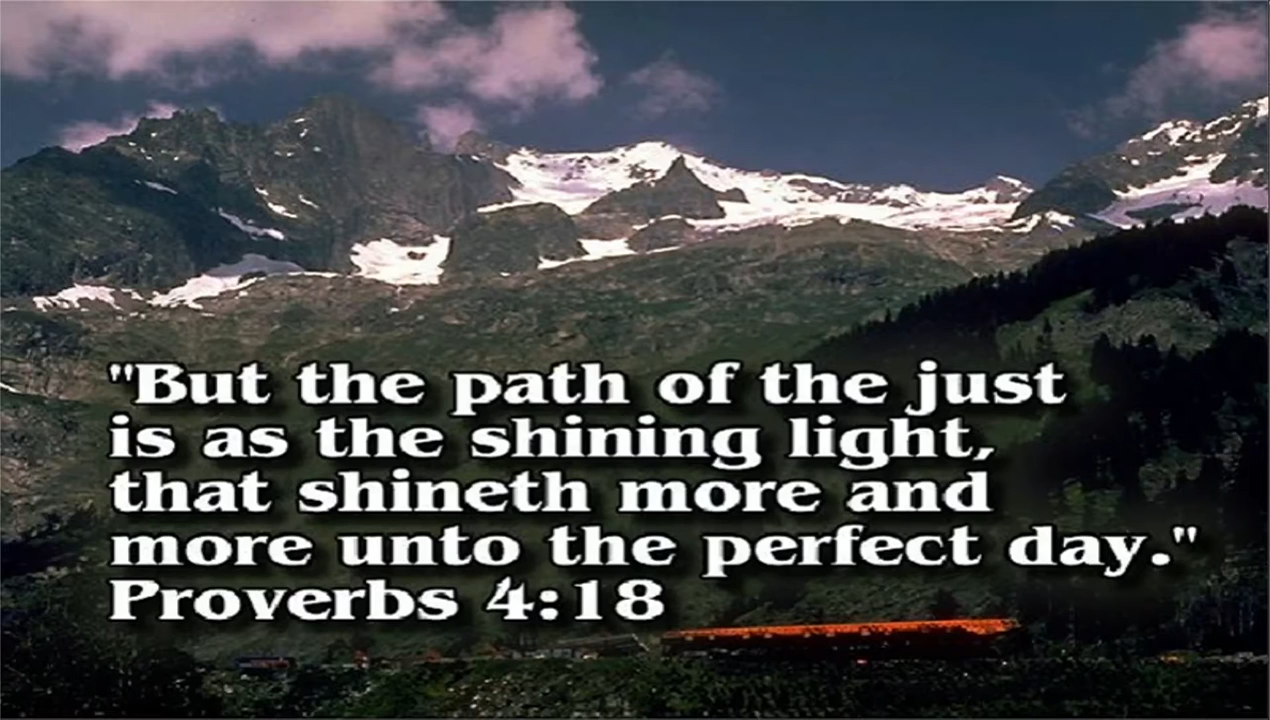 "But the path of the just
is as the shining light,
that shineth more and
more unto the perfect day."
Proverbs 4:18